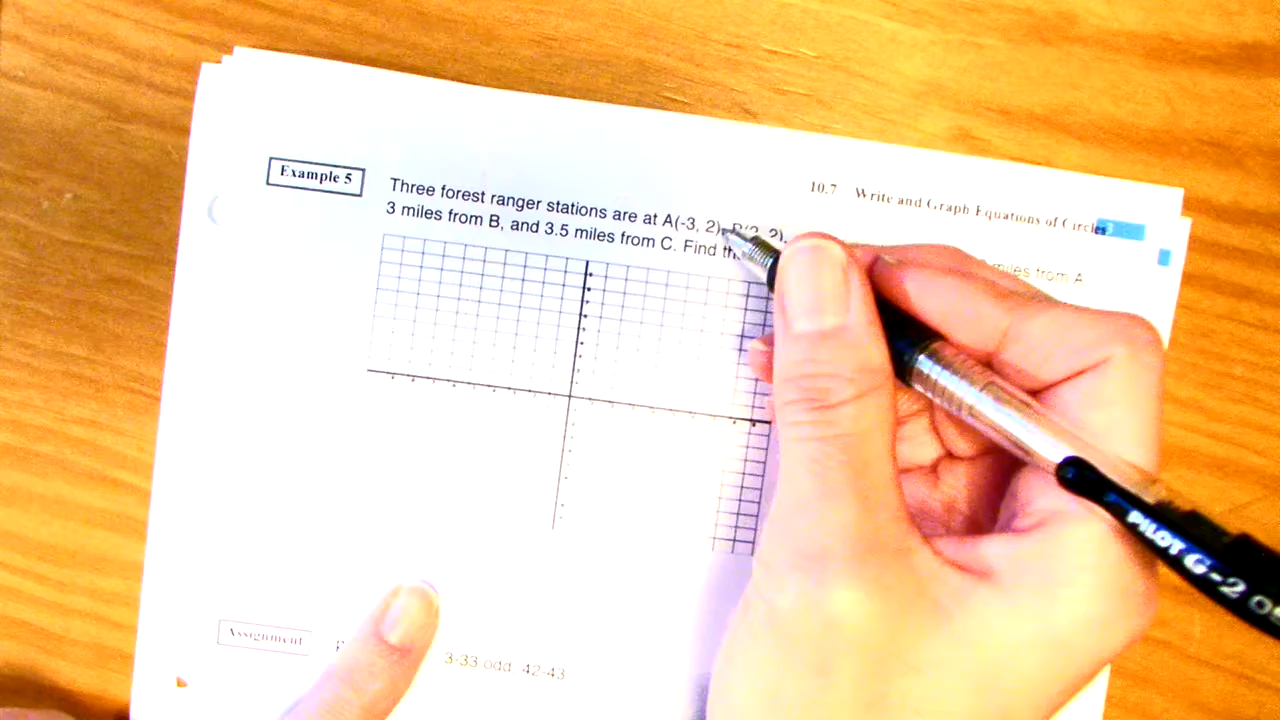 10.7 Write and Graph Equations of Circles
Example 5
Three forest ranger stations are at A(-3, 2), miles from A
3 miles from B, and 3.5 miles from C. Find
Assignment
3-33 odd, 42-43
PILOT G-2